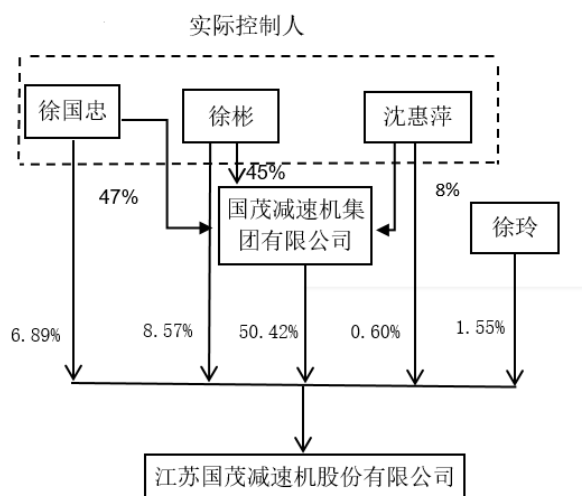 实际控制人
徐国忠
徐彬
沈惠萍
47%
45%
8%
国茂减速机集
团有限公司
徐玲
6.89%
8.57%
50.42%
0.60%
1.55%
江苏国茂减速机股份有限公司